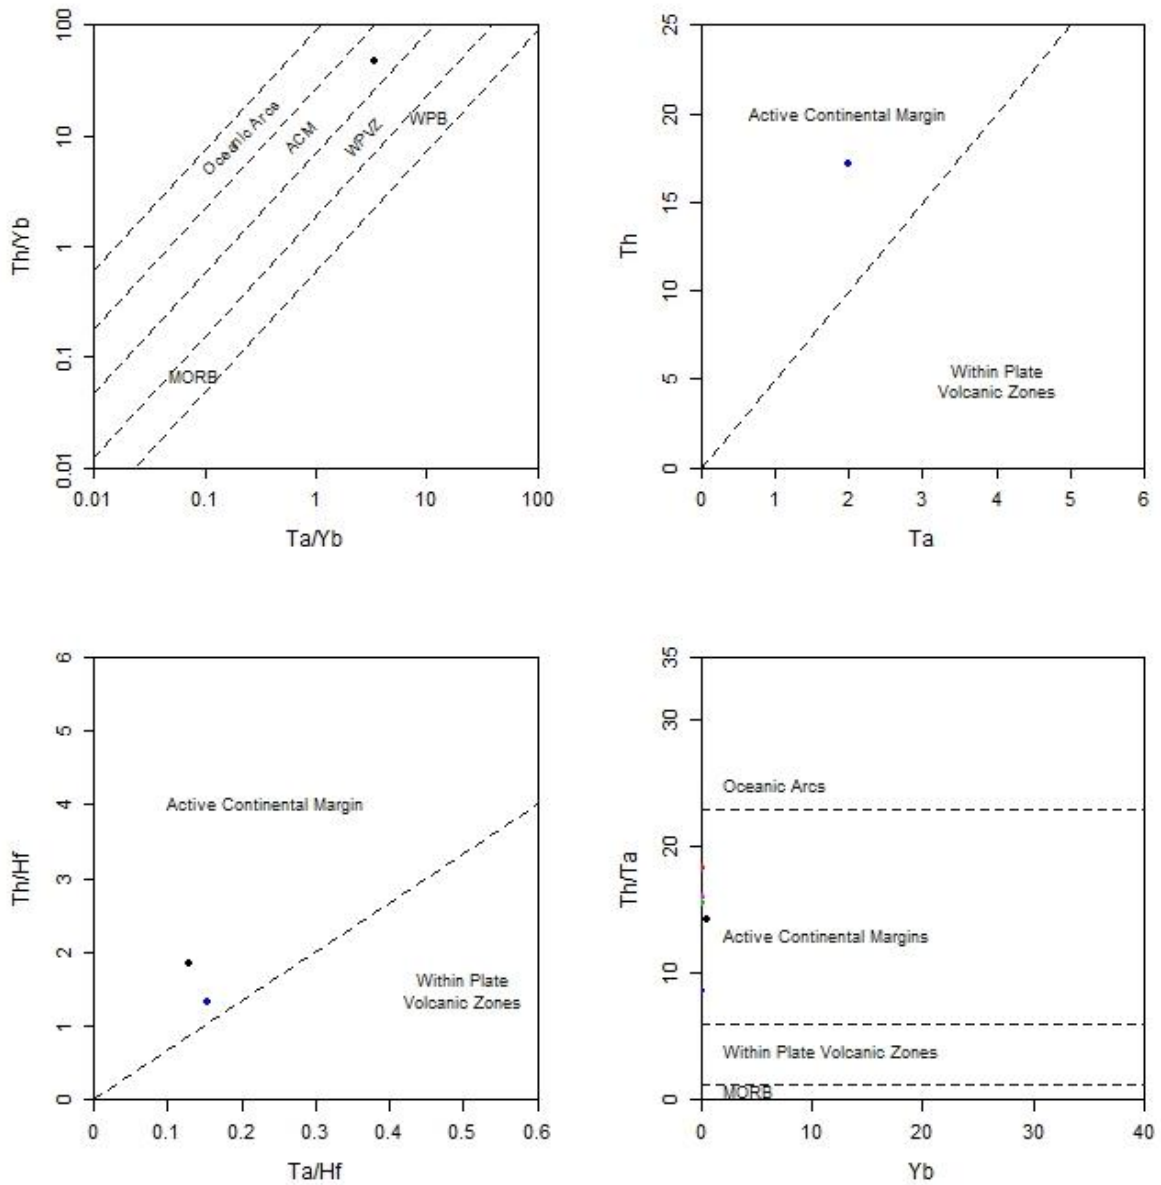 100
10
1
0.1
0.01
Th/Yb
Oceanic Arcs
ACM
WPVZ
WPB
MORB
0.01 0.1 1 10 100
Ta/Yb
25
20
15
10
5
0
Th
Active Continental Margin
Within Plate
Volcanic Zones
0 1 2 3 4 5 6
Ta
6
5
4
3
2
1
0
Th/Hf
Active Continental Margin
Within Plate
Volcanic Zones
0 0.1 0.2 0.3 0.4 0.5 0.6
Ta/Hf
35
30
20
10
0
Th/Ta
Oceanic Arcs
Active Continental Margins
Within Plate Volcanic Zones
MORB
0 10 20 30 40
Yb